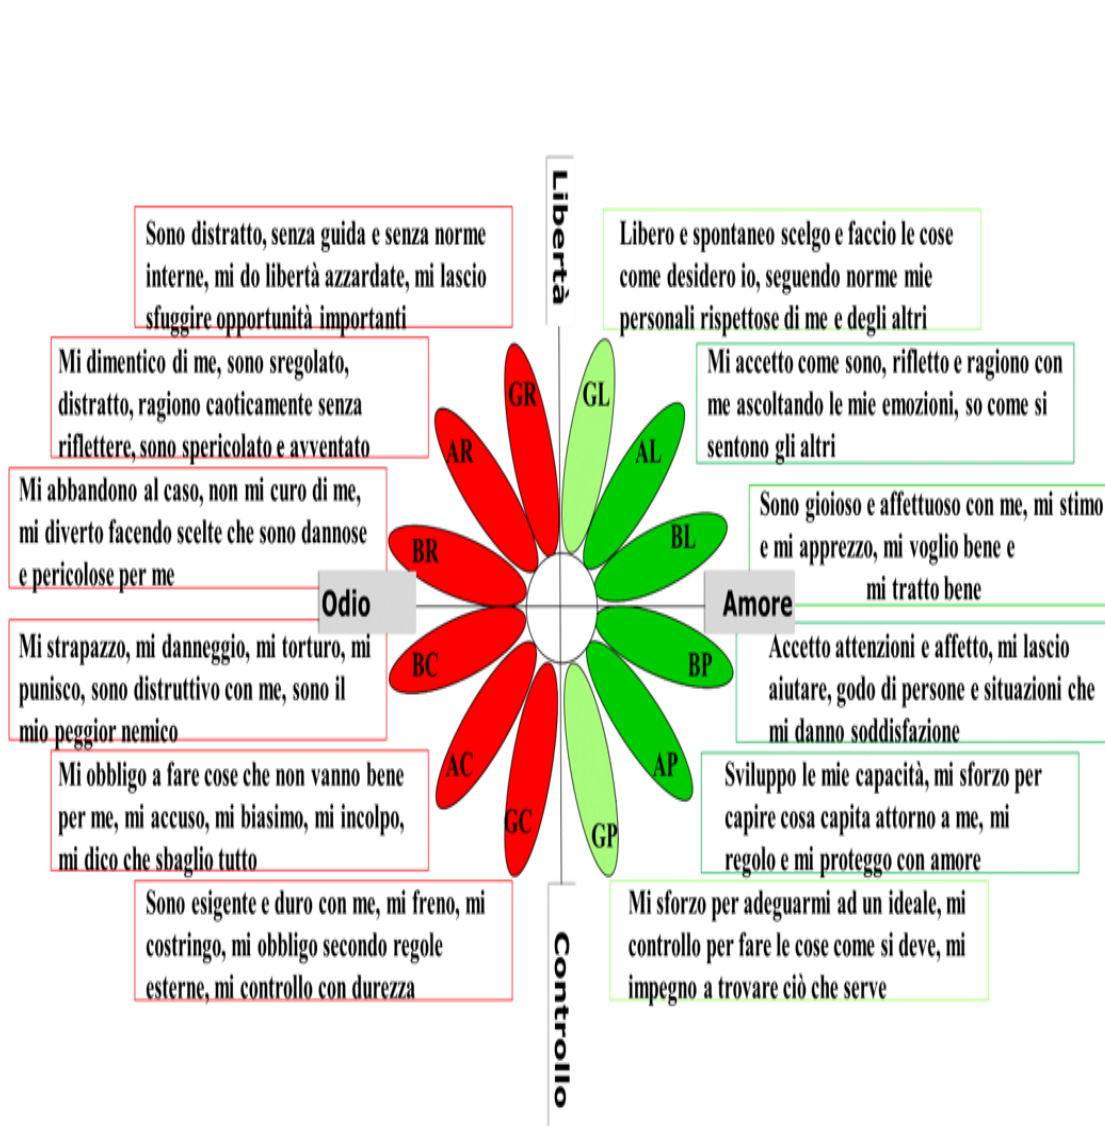 Libertà
Sono distratto, senza guida e senza norme
interne, mi do libertà azzardate, mi lascio
sfuggire opportunità importanti
Libero e spontaneo scelgo e faccio le cose
come desidero io, seguendo norme mie
personali rispettose di me e degli altri
Mi dimentico di me, sono sregolato,
distratto, ragiono caoticamente senza
riflettere, sono spericolato e avventato
Mi accetto come sono, rifletto e ragiono con
me ascoltando le mie emozioni, so come si
sentono gli altri
GR
GL
AR
AL
Mi abbandono al caso, non mi curo di me,
mi diverto facendo scelte che sono dannose
e pericolose per me
Sono gioioso e affettuoso con me, mi stimo
e mi apprezzo, mi voglio bene e
mi tratto bene
BR
BL
Odio
Amore
Mi strapazzo, mi danneggio, mi torturo, mi
punisco, sono distruttivo con me, sono il
mio peggior nemico
Accetto attenzioni e affetto, mi lascio
aiutare, godo di persone e situazioni che
mi danno soddisfazione
BC
BP
Mi obbligo a fare cose che non vanno bene
per me, mi accuso, mi biasimo, mi incolpo,
mi dico che sbaglio tutto
Sviluppo le mie capacità, mi sforzo per
capire cosa capita attorno a me, mi
regolo e mi proteggo con amore
AC
AP
GC
GP
Sono esigente e duro con me, mi freno, mi
costringo, mi obbligo secondo regole
esterne, mi controllo con durezza
Mi sforzo per adeguarmi ad un ideale, mi
controllo per fare le cose come si deve, mi
impegno a trovare ciò che serve
Controllo